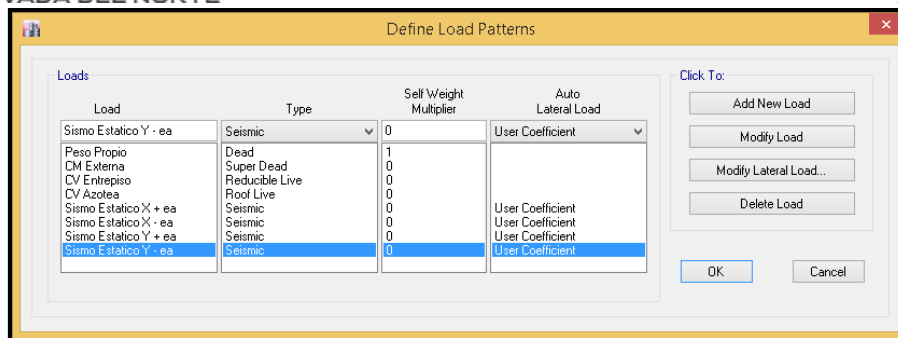 VADA DEL NORTE
Define Load Patterns
Loads
Click To:
Load Type Self Weight Multiplier Auto Lateral Load
Sismo Estatico Y - ea Seismic 0 User Coefficient
Peso Propio Dead 1
CM Externa Super Dead 0
CV Entrepiso Reducible Live 0
CV Azotea Roof Live 0
Sismo Estatico X + ea Seismic 0 User Coefficient
Sismo Estatico X - ea Seismic 0 User Coefficient
Sismo Estatico Y + ea Seismic 0 User Coefficient
Sismo Estatico Y - ea Seismic 0 User Coefficient
Add New Load
Modify Load
Modify Lateral Load...
Delete Load
OK Cancel